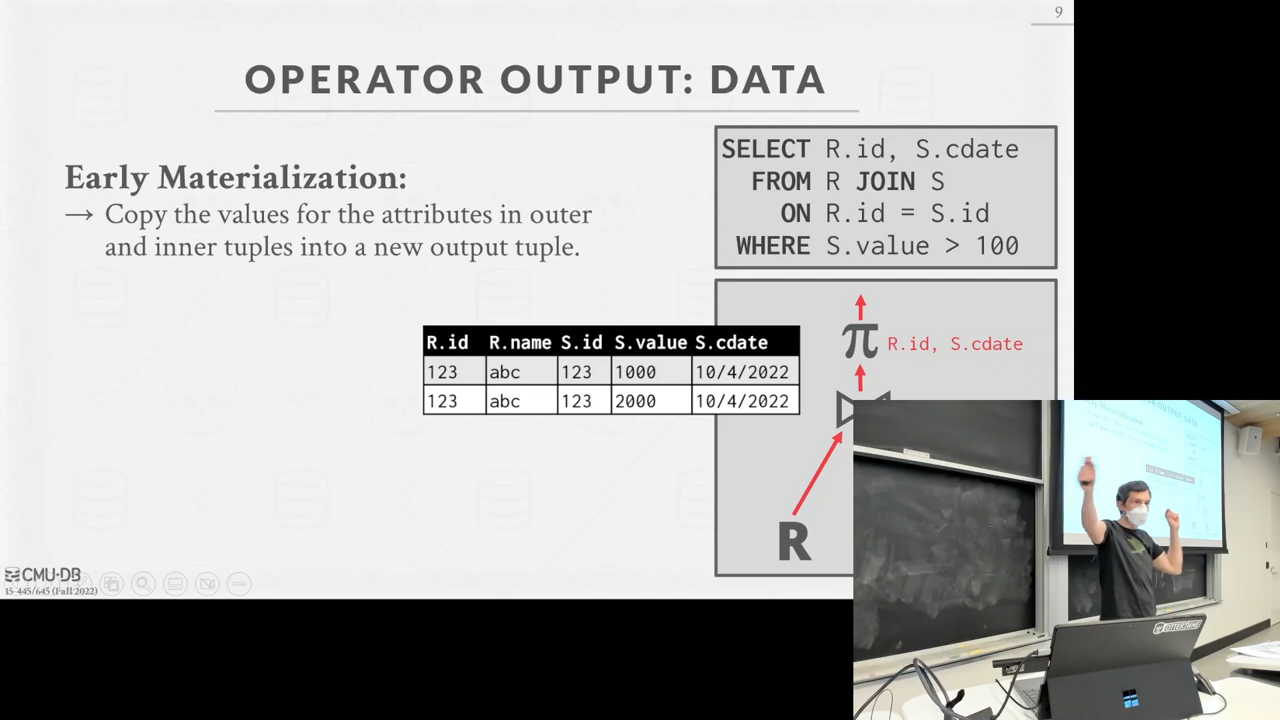 9
OPERATOR OUTPUT: DATA
Early Materialization:
→ Copy the values for the attributes in outer
and inner tuples into a new output tuple.
SELECT R.id, S.cdate
FROM R JOIN S
ON R.id = S.id
WHERE S.value > 100
R.id R.name S.id S.value S.cdate
123 abc 123 1000 10/4/2022
123 abc 123 2000 10/4/2022
π R.id, S.cdate
R
CMU·DB
15-445/645 (Fall 2022)